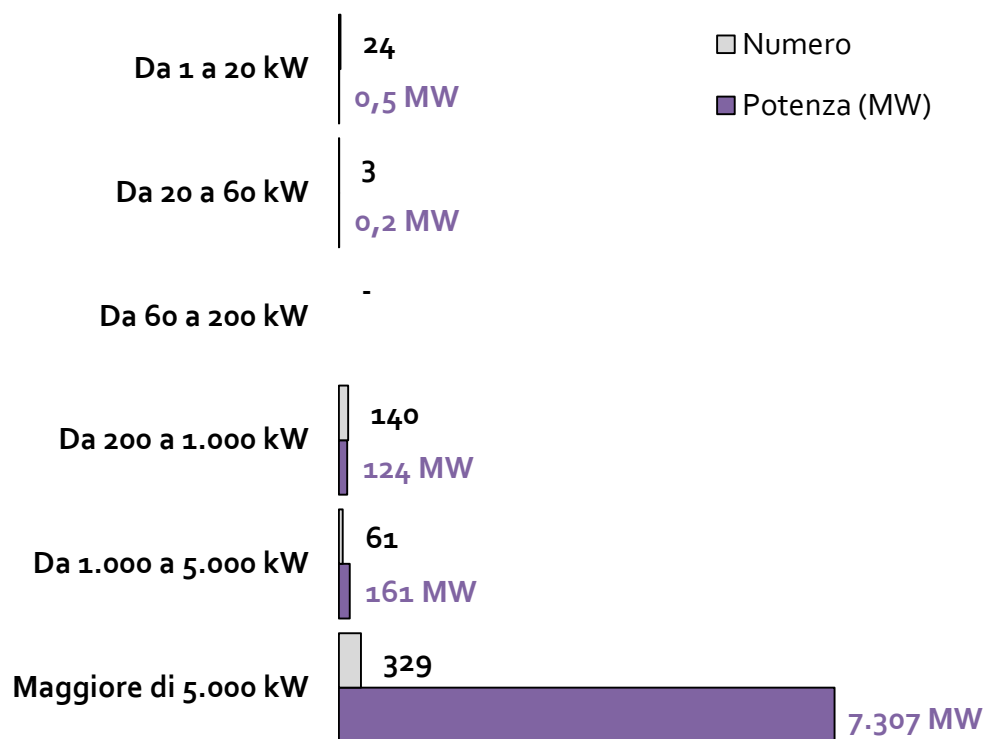 24
Numero
Da 1 a 20 kW
0,5 MW
Potenza (MW)
3
Da 20 a 60 kW
0,2 MW
-
Da 60 a 200 kW
140
Da 200 a 1.000 kW
124 MW
61
Da 1.000 a 5.000 kW
161 MW
329
Maggiore di 5.000 kW
7.307 MW